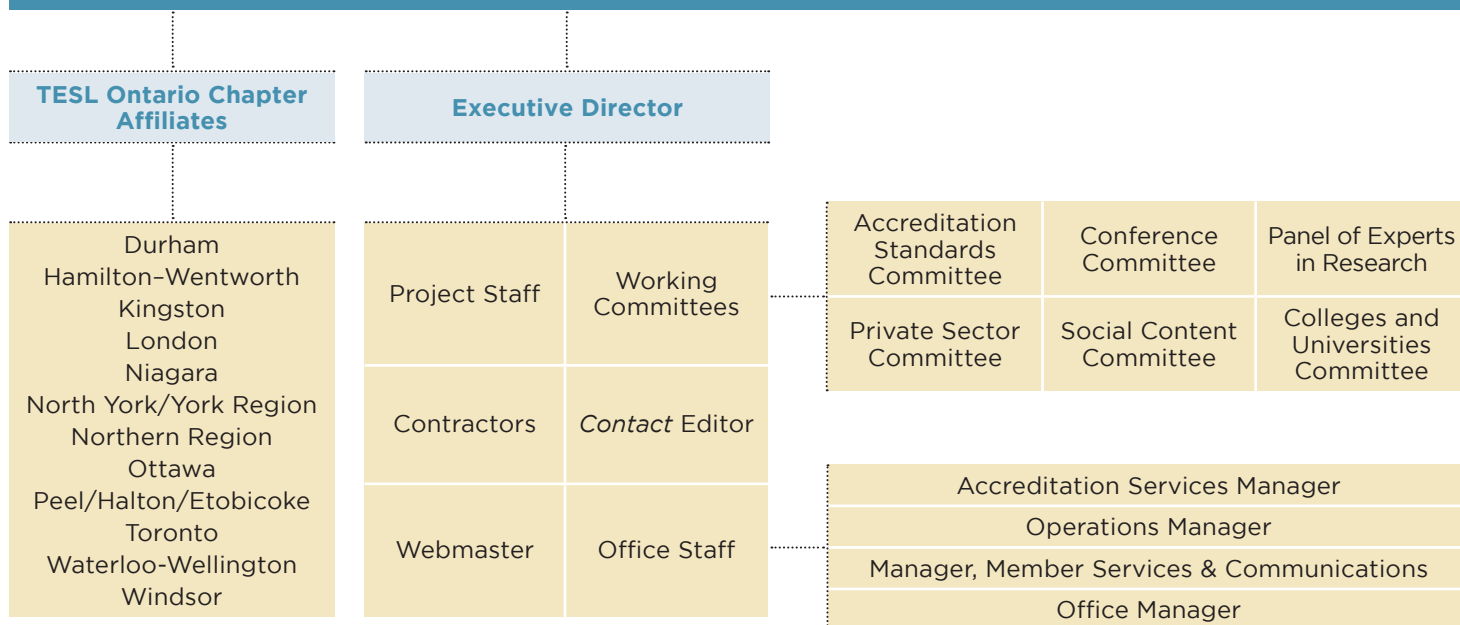 TESL Ontario Chapter
Affiliates
Executive Director
Durham
Hamilton–Wentworth
Kingston
London
Niagara
North York/York Region
Northern Region
Ottawa
Peel/Halton/Etobicoke
Toronto
Waterloo-Wellington
Windsor
Project Staff
Working
Committees
Contractors
Contact Editor
Webmaster
Office Staff
Accreditation
Standards
Committee
Conference
Committee
Panel of Experts
in Research
Private Sector
Committee
Social Content
Committee
Colleges and
Universities
Committee
Accreditation Services Manager
Operations Manager
Manager, Member Services & Communications
Office Manager